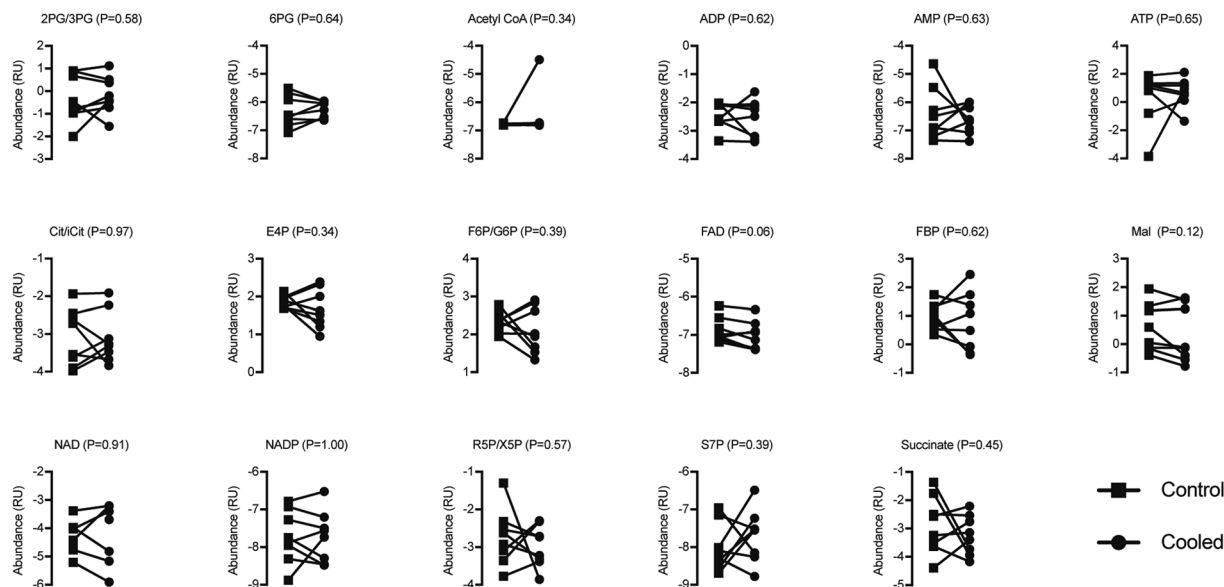 2PG/3PG (P=0.58)
Abundance (RU)
2
1
0
-1
-2
-3
6PG (P=0.64)
Abundance (RU)
-4
-5
-6
-7
-8
Acetyl CoA (P=0.34)
Abundance (RU)
-4
-5
-6
-7
-8
ADP (P=0.62)
Abundance (RU)
0
-1
-2
-3
-4
AMP (P=0.63)
Abundance (RU)
-4
-5
-6
-7
-8
ATP (P=0.65)
Abundance (RU)
4
2
0
-2
-4
Cit/iCit (P=0.97)
Abundance (RU)
-1
-2
-3
-4
E4P (P=0.34)
Abundance (RU)
3
2
1
0
F6P/G6P (P=0.39)
Abundance (RU)
4
3
2
1
FAD (P=0.06)
Abundance (RU)
-5
-6
-7
-8
FBP (P=0.62)
Abundance (RU)
3
2
1
0
-1
Mal (P=0.12)
Abundance (RU)
3
2
1
0
-1
NAD (P=0.91)
Abundance (RU)
-2
-3
-4
-5
-6
NADP (P=1.00)
Abundance (RU)
-6
-7
-8
-9
R5P/X5P (P=0.57)
Abundance (RU)
-1
-2
-3
-4
S7P (P=0.39)
Abundance (RU)
-6
-7
-8
-9
Succinate (P=0.45)
Abundance (RU)
-1
-2
-3
-4
-5
Control
Cooled